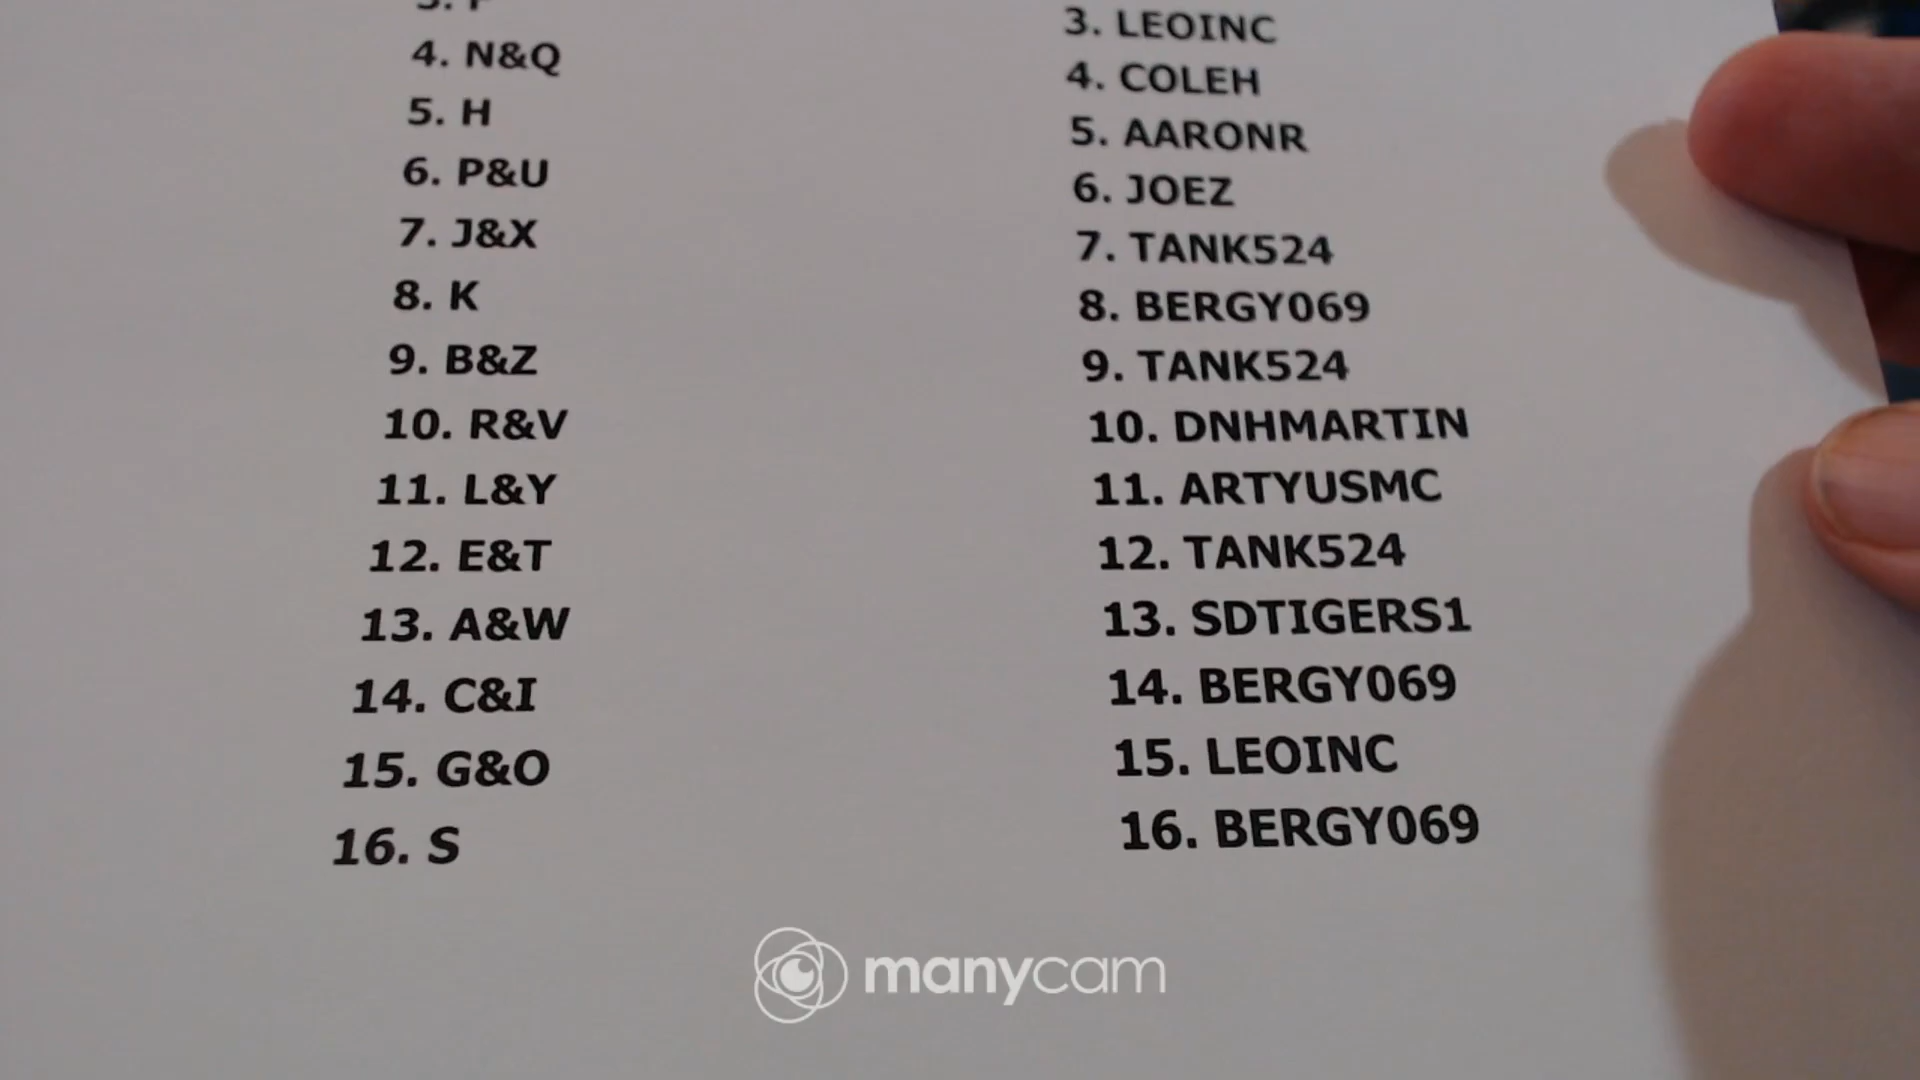 3. LEOINC
4. N&Q
4. COLEH
5. H
5. AARONR
6. P&U
6. JOEZ
7. J&X
7. TANK524
8. K
8. BERGY069
9. B&Z
9. TANK524
10. R&V
10. DNHMARTIN
11. L&Y
11. ARTYUSMC
12. E&T
12. TANK524
13. A&W
13. SDTIGERS1
14. C&I
14. BERGY069
15. G&O
15. LEOINC
16. S
16. BERGY069
manycam